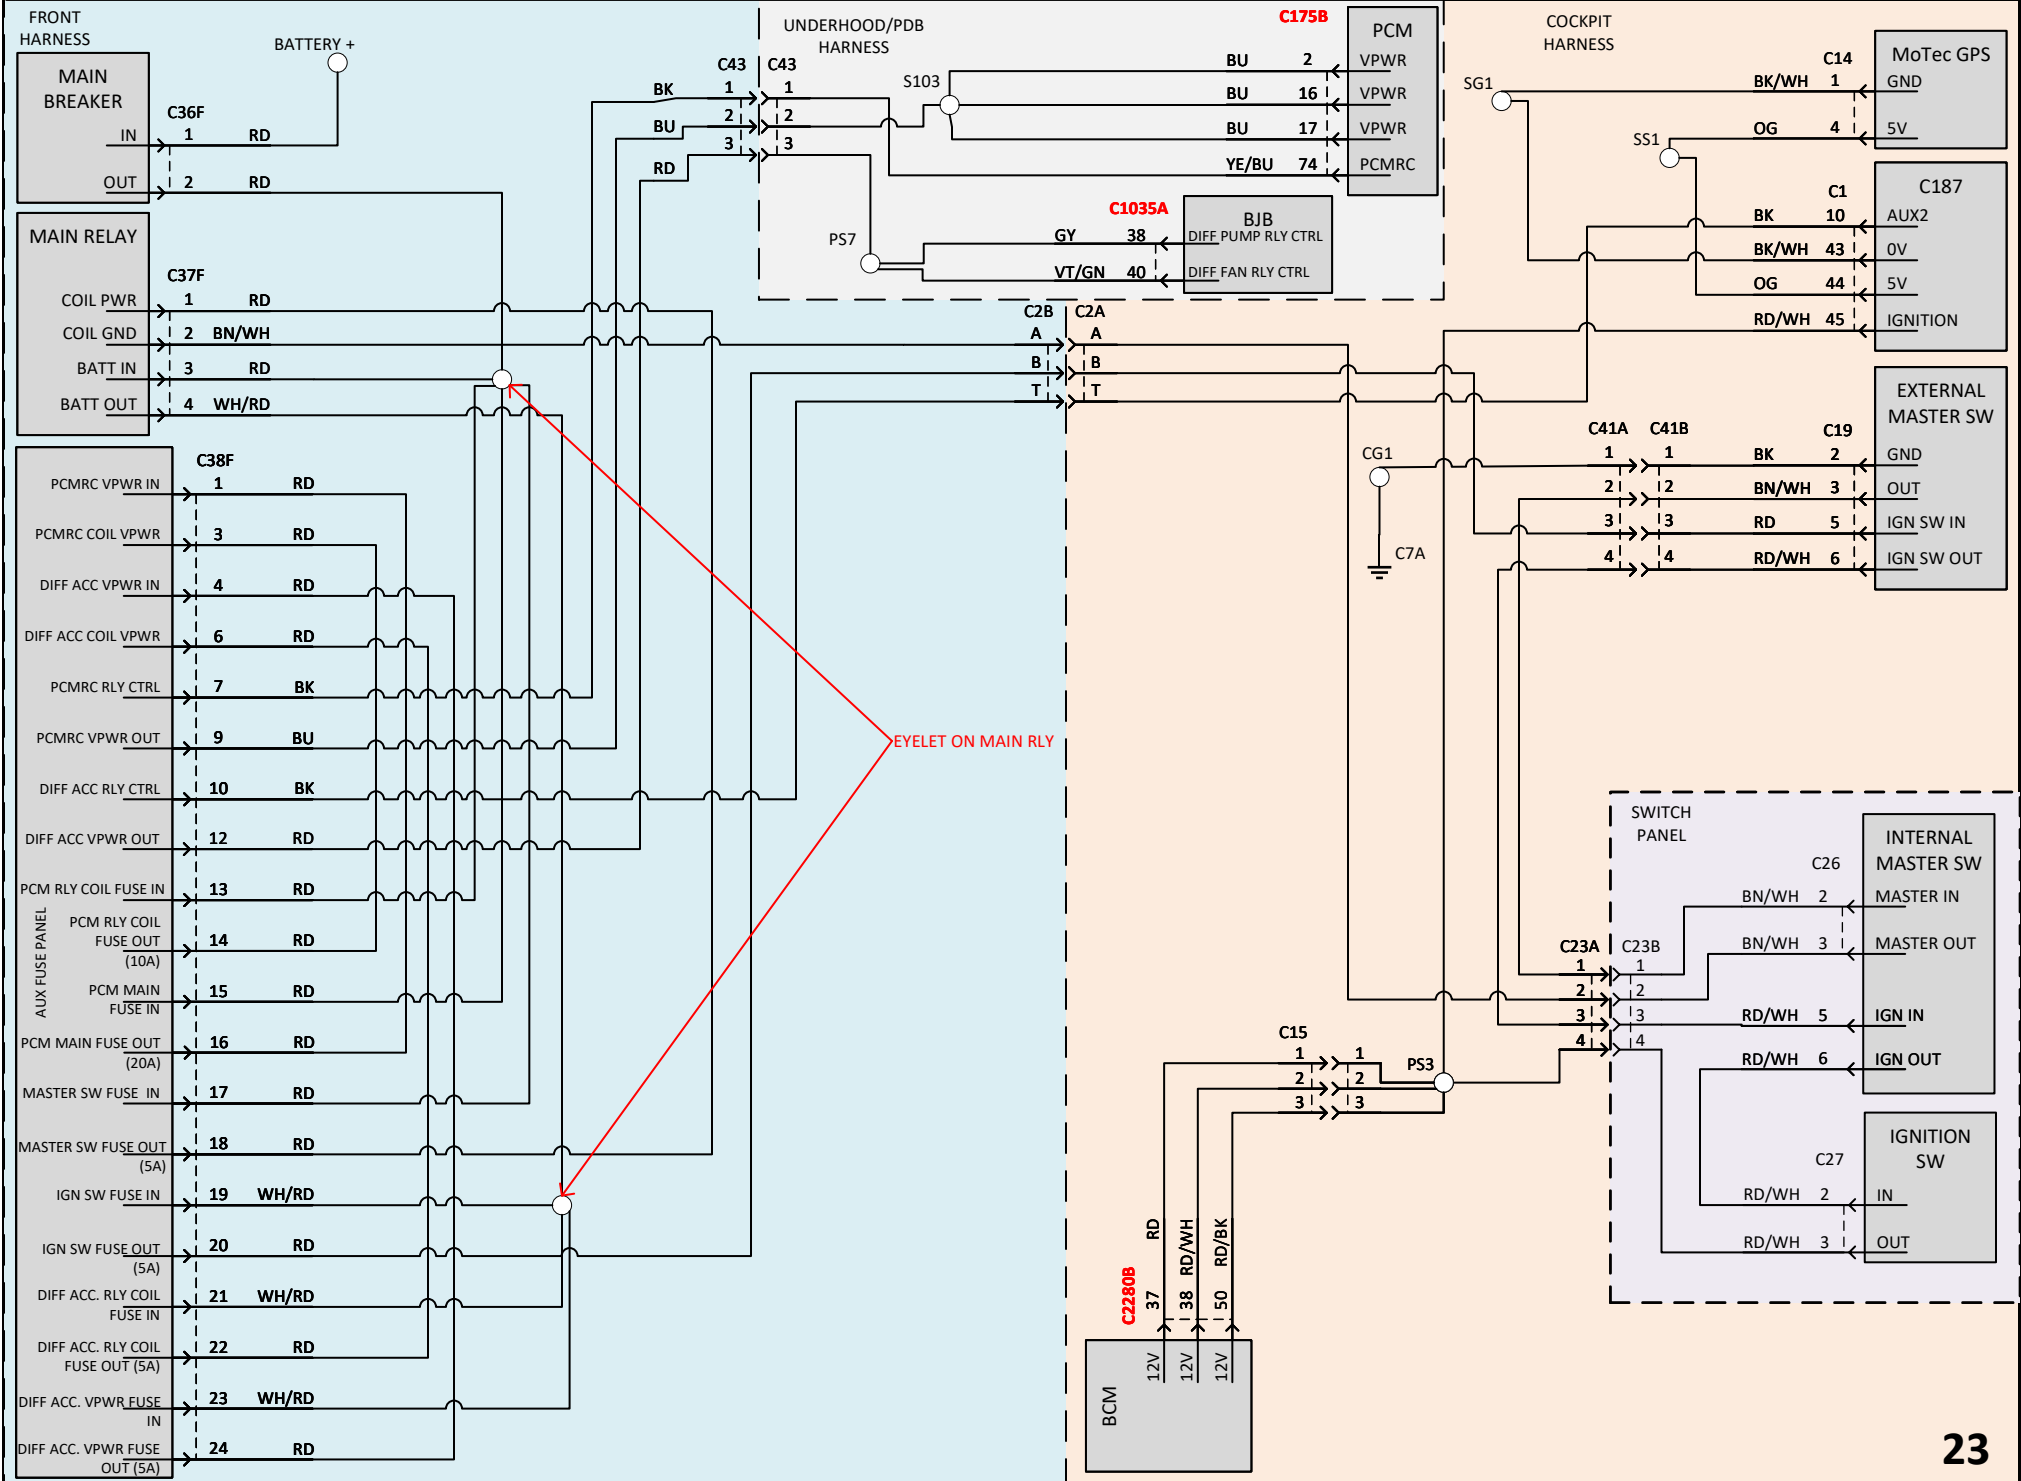 FRONT
HARNESS
BATTERY +
MAIN
BREAKER
C36F
IN 1 RD
OUT 2 RD
MAIN RELAY
C37F
COIL PWR 1 RD
COIL GND 2 BN/WH
BATT IN 3 RD
BATT OUT 4 WH/RD
AUX FUSE PANEL
C38F
PCMRC VPWR IN 1 RD
PCMRC COIL VPWR 3 RD
DIFF ACC VPWR IN 4 RD
DIFF ACC COIL VPWR 6 RD
PCMRC RLY CTRL 7 BK
PCMRC VPWR OUT 9 BU
DIFF ACC RLY CTRL 10 BK
DIFF ACC VPWR OUT 12 RD
PCM RLY COIL FUSE IN 13 RD
PCM RLY COIL
FUSE OUT 14 RD
(10A)
PCM MAIN 15 RD
FUSE IN
PCM MAIN FUSE OUT 16 RD
(20A)
MASTER SW FUSE IN 17 RD
MASTER SW FUSE OUT 18 RD
(5A)
IGN SW FUSE IN 19 WH/RD
IGN SW FUSE OUT 20 RD
(5A)
DIFF ACC. RLY COIL 21 WH/RD
FUSE IN
DIFF ACC. RLY COIL 22 RD
FUSE OUT (5A)
DIFF ACC. VPWR FUSE 23 WH/RD
IN
DIFF ACC. VPWR FUSE 24 RD
OUT (5A)
EYELET ON MAIN RLY
UNDERHOOD/PDB
HARNESS
C43 C43
BK 1 1
BU 2 2
RD 3 3
S103
PS7
C175B
PCM
BU 2 VPWR
BU 16 VPWR
BU 17 VPWR
YE/BU 74 PCMRC
C1035A
BJB
GY 38 DIFF PUMP RLY CTRL
VT/GN 40 DIFF FAN RLY CTRL
C2B C2A
A A
B B
T T
COCKPIT
HARNESS
SG1
SS1
C14
MoTec GPS
BK/WH 1 GND
OG 4 5V
C1
C187
BK 10 AUX2
BK/WH 43 0V
OG 44 5V
RD/WH 45 IGNITION
EXTERNAL
MASTER SW
C41A C41B C19
CG1
C7A
1 1 BK 2 GND
2 2 BN/WH 3 OUT
3 3 RD 5 IGN SW IN
4 4 RD/WH 6 IGN SW OUT
SWITCH
PANEL
INTERNAL
MASTER SW
C26
BN/WH 2 MASTER IN
BN/WH 3 MASTER OUT
RD/WH 5 IGN IN
RD/WH 6 IGN OUT
C23A C23B
1 1
2 2
3 3
4 4
IGNITION
SW
C27
RD/WH 2 IN
RD/WH 3 OUT
C15
1 1
2 2
3 3
PS3
C2280B
37 RD
38 RD/WH
50 RD/BK
12V
12V
12V
BCM
23